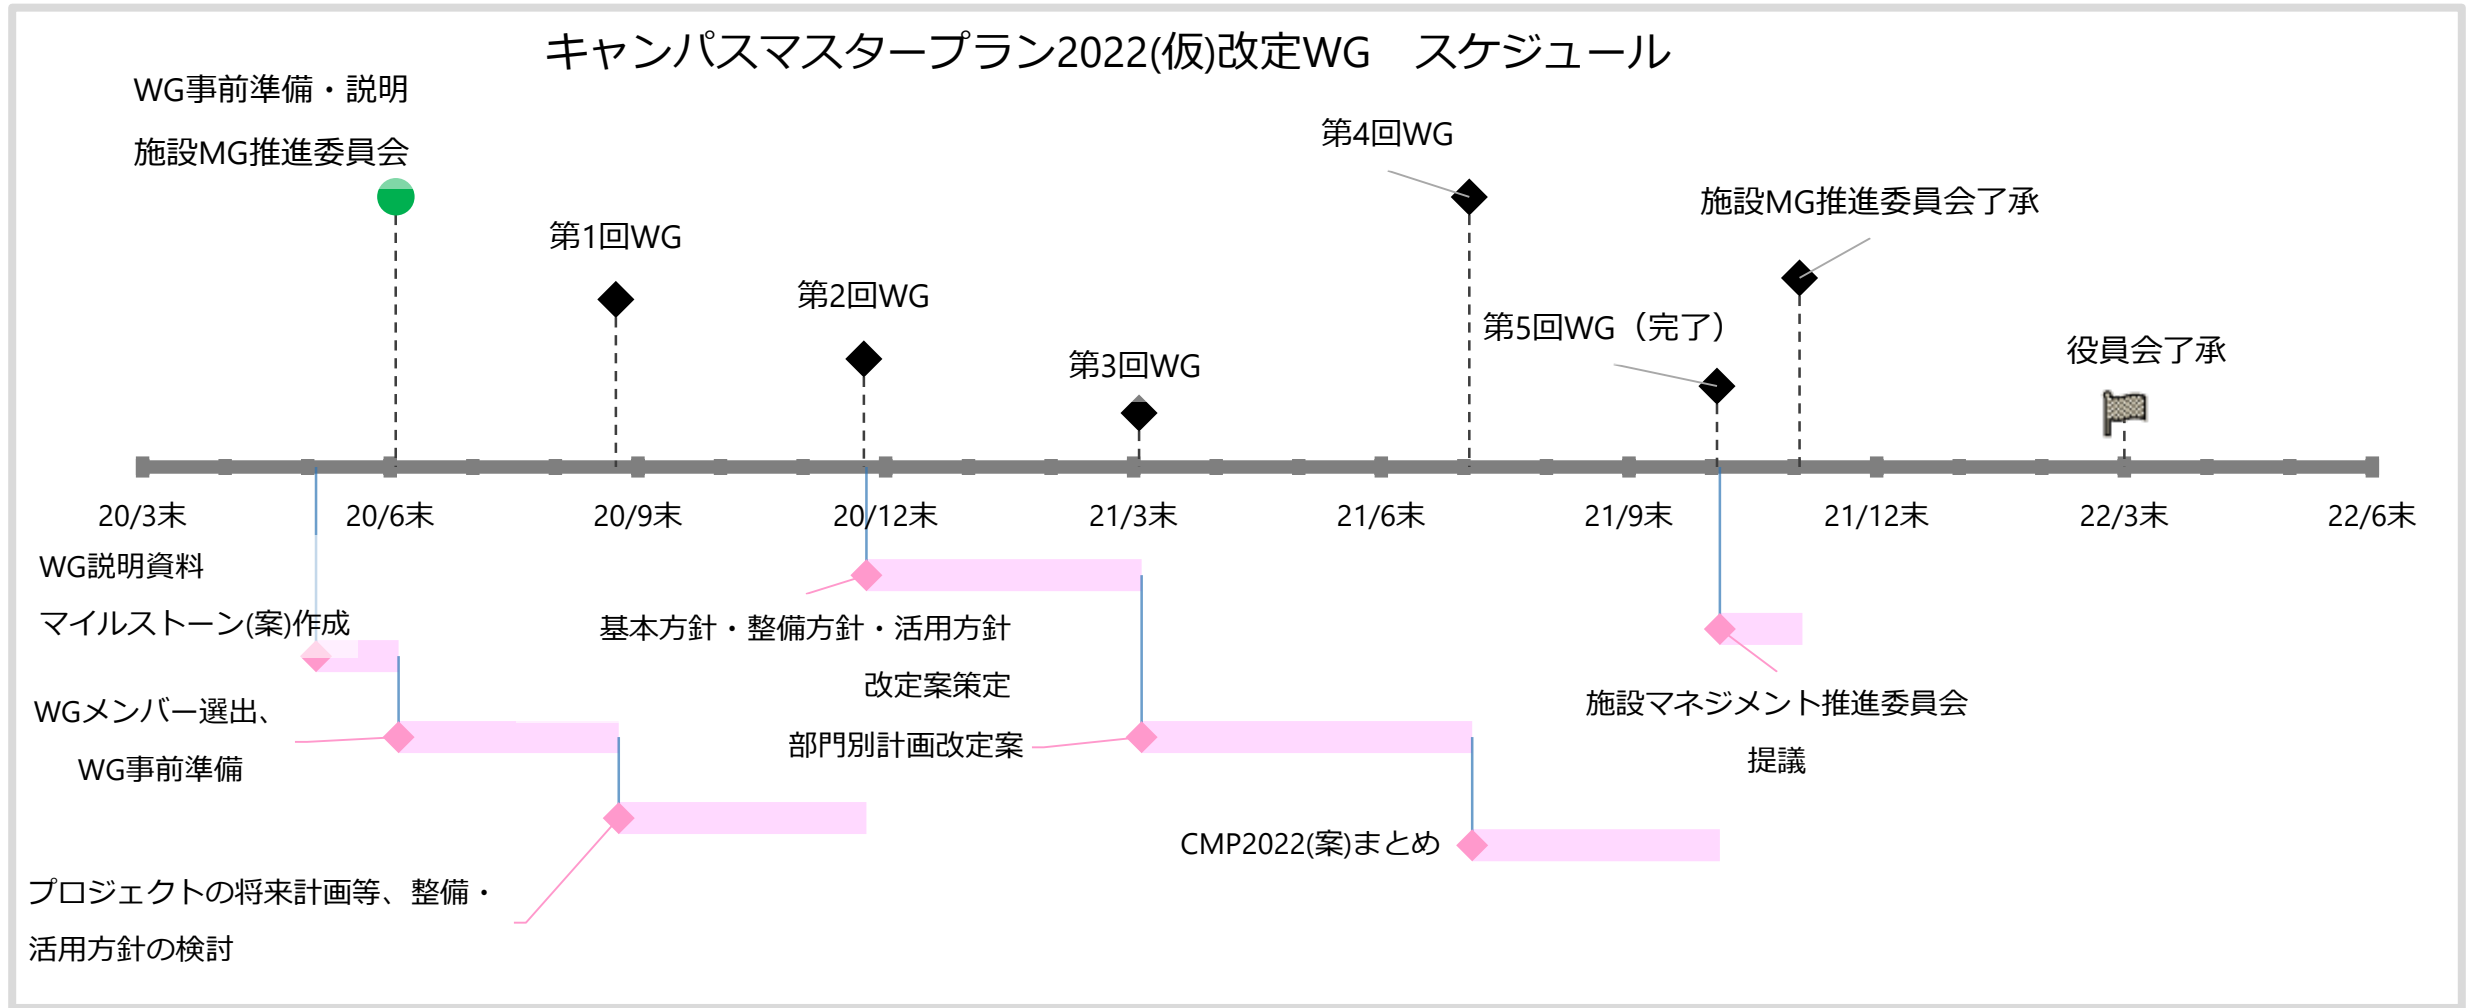 キャンパスマスタープラン2022(仮)改定WG　スケジュール
WG事前準備・説明
施設MG推進委員会
第1回WG
第2回WG
第3回WG
第4回WG
第5回WG（完了）
施設MG推進委員会了承
役員会了承
20/3末
20/6末
20/9末
20/12末
21/3末
21/6末
21/9末
21/12末
22/3末
22/6末
WG説明資料
マイルストーン(案)作成
WGメンバー選出、
WG事前準備
プロジェクトの将来計画等、整備・
活用方針の検討
基本方針・整備方針・活用方針
改定案策定
部門別計画改定案
CMP2022(案)まとめ
施設マネジメント推進委員会
提議